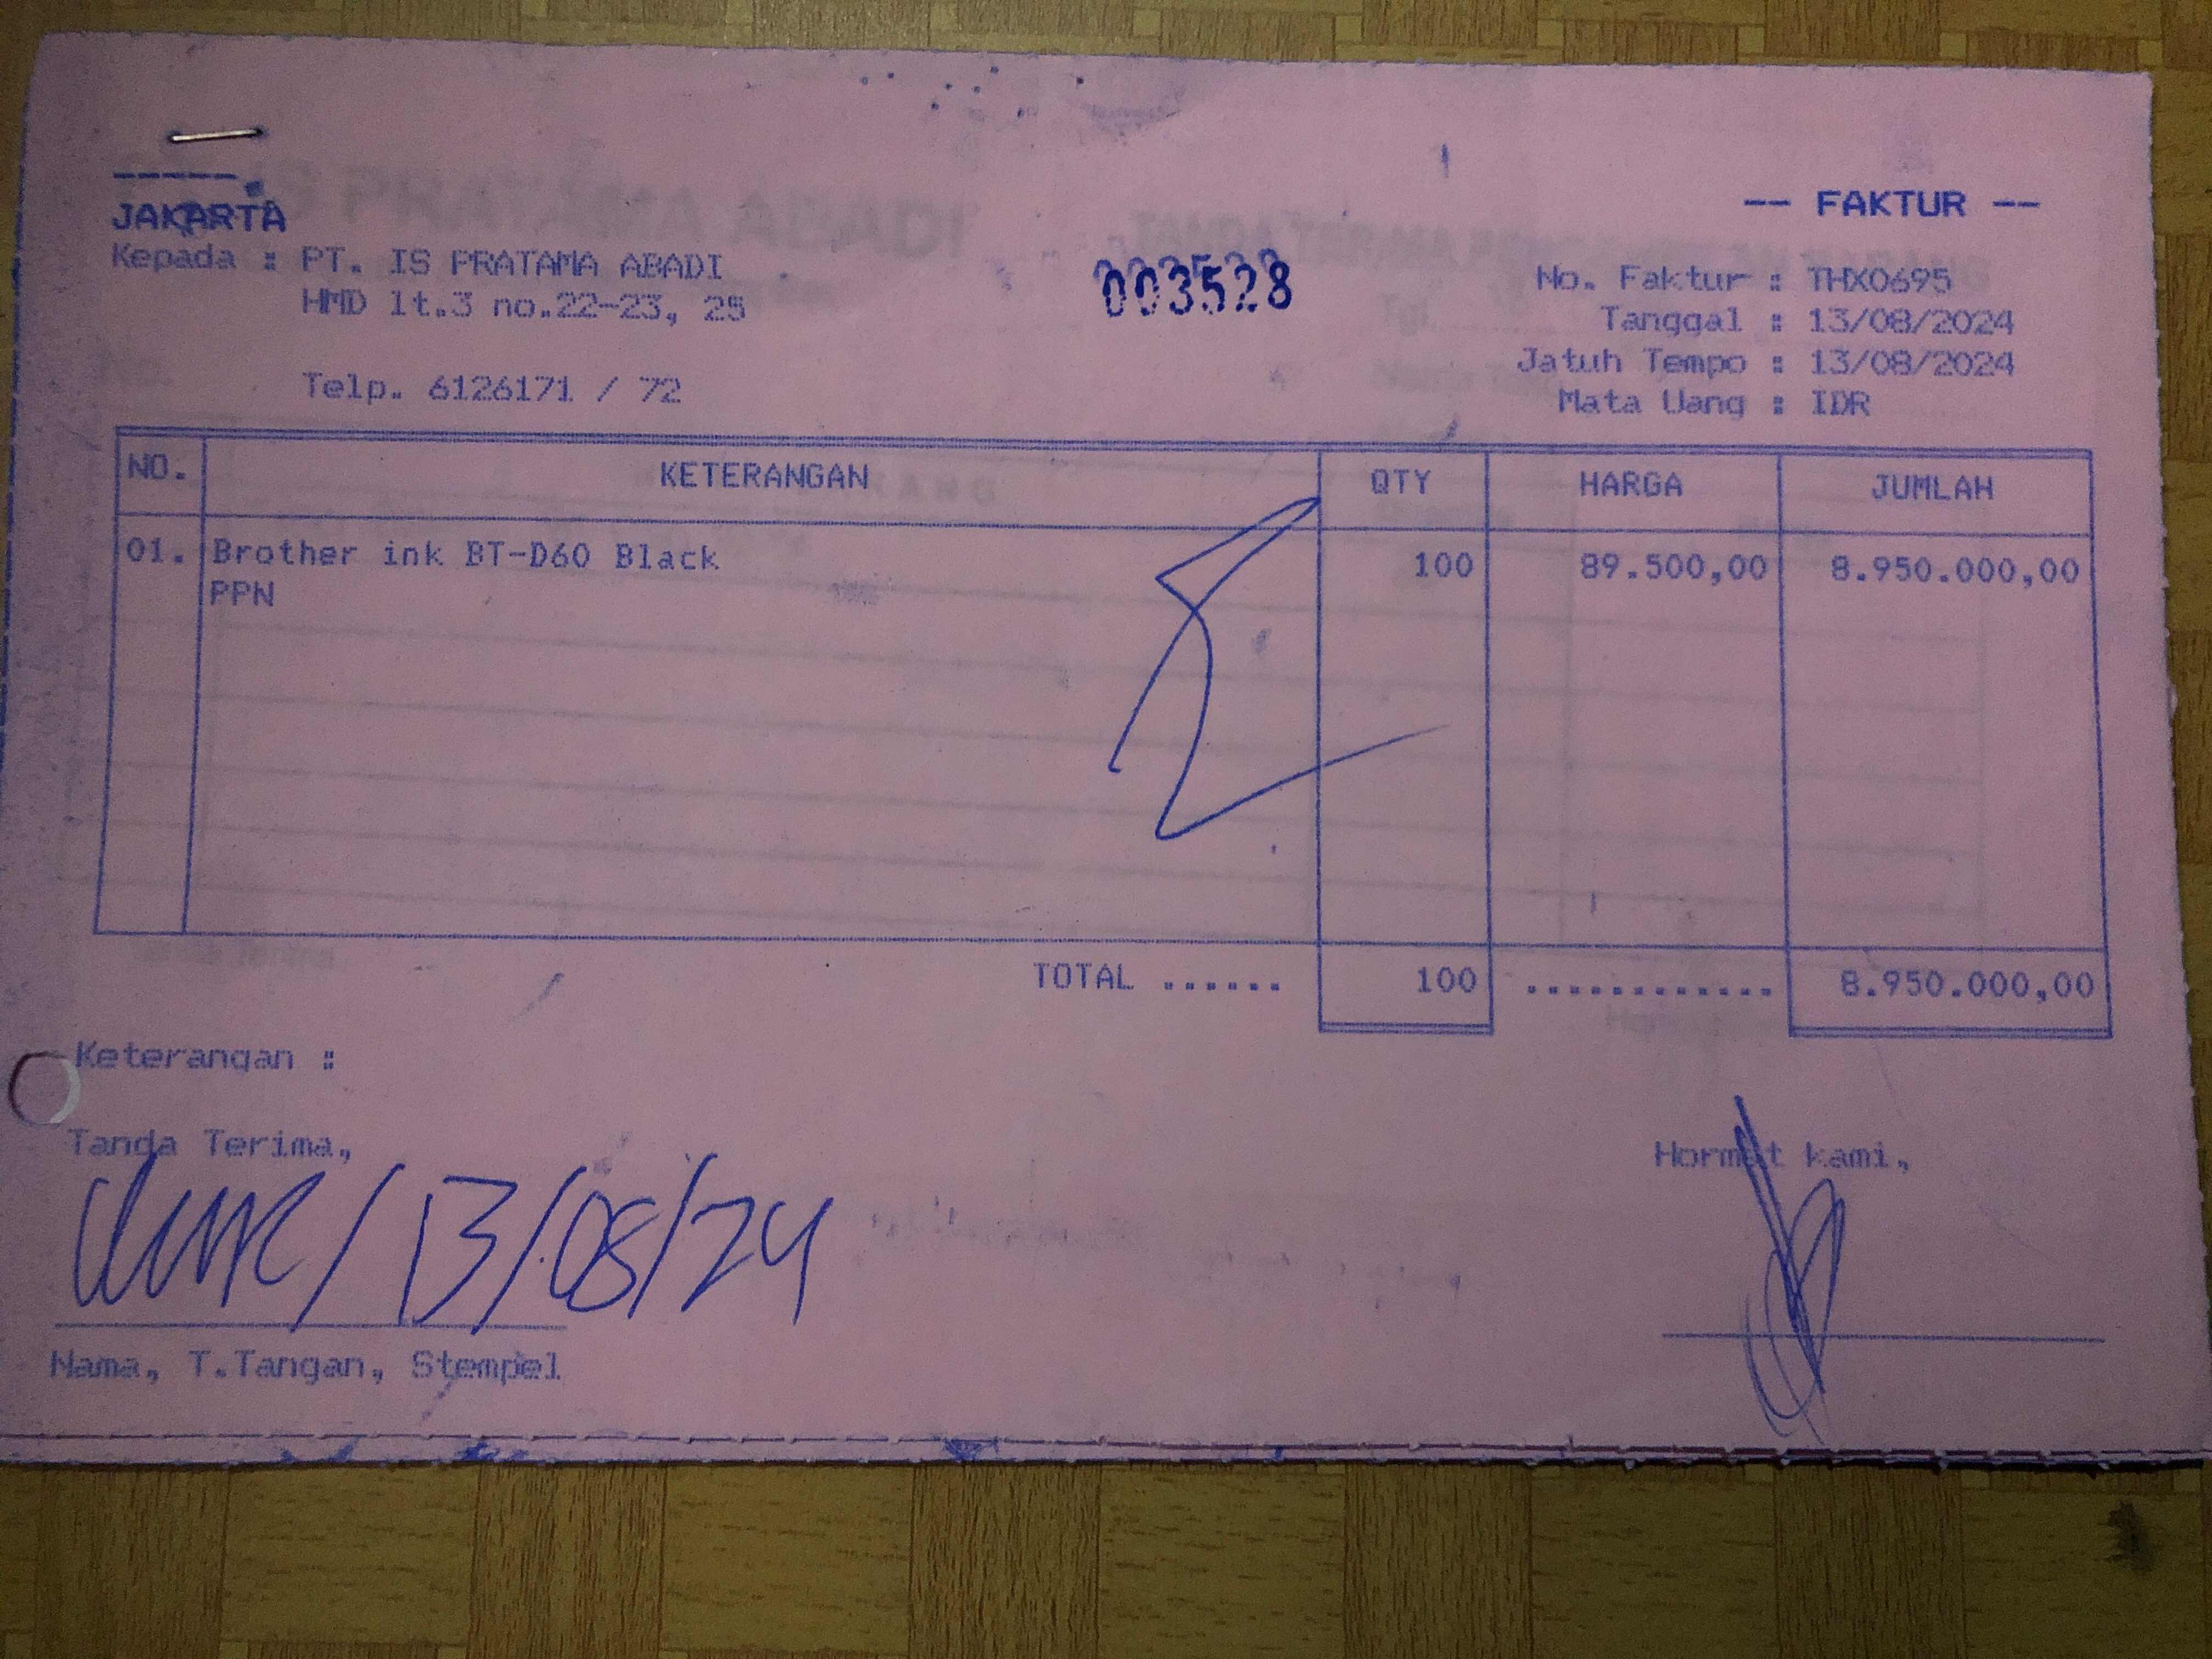 -----.
JAKARTA
-- FAKTUR --
Kepada : PT. IS PRATAMA ABADI
HMD lt.3 no.22-23, 25
Telp. 6126171 / 72
003528
No. Faktur : THX0695
Tanggal : 13/08/2024
Jatuh Tempo : 13/08/2024
Mata Uang : IDR
NO. KETERANGAN QTY HARGA JUMLAH
01. Brother ink BT-D60 Black 100 89.500,00 8.950.000,00
PPN
TOTAL ...... 100 ............ 8.950.000,00
Keterangan :
Tanda Terima, Hormat kami,
/ 13/08/24
Nama, T.Tangan, Stempel